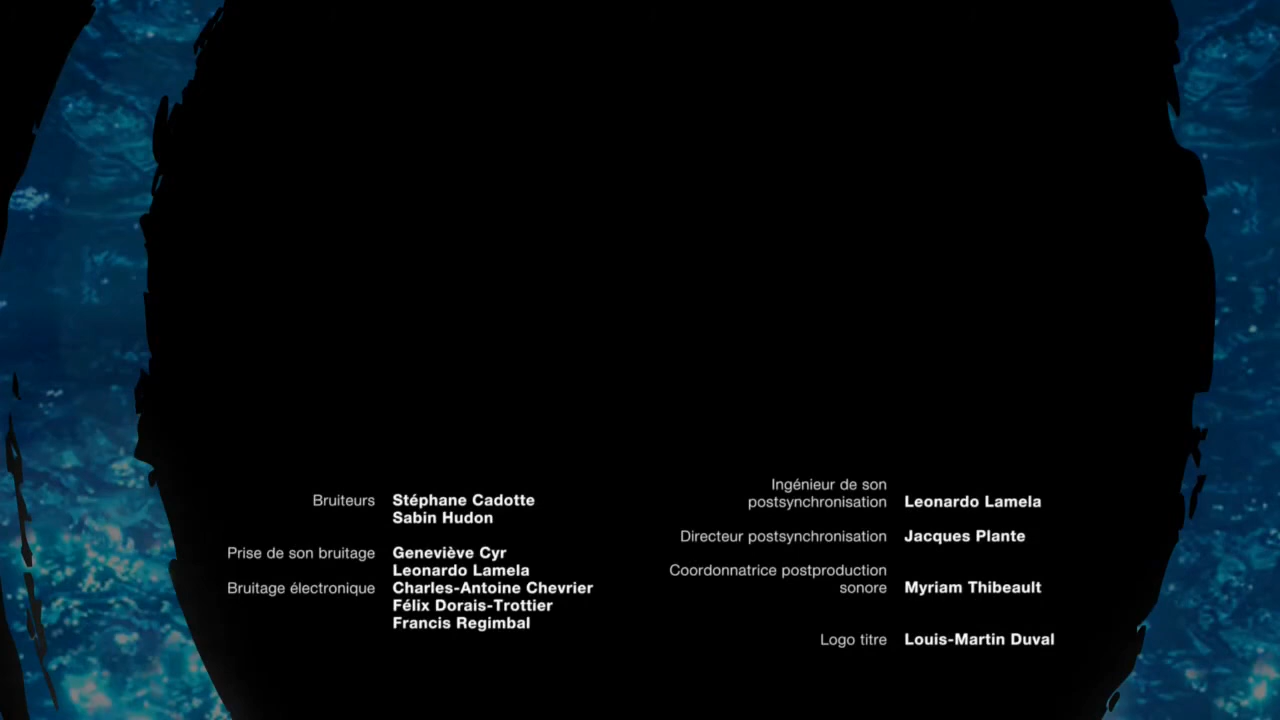 Bruiteurs Stéphane Cadotte
Sabin Hudon
Prise de son bruitage Geneviève Cyr
Leonardo Lamela
Bruitage électronique Charles-Antoine Chevrier
Félix Dorais-Trottier
Francis Regimbal
Ingénieur de son
postsynchronisation Leonardo Lamela
Directeur postsynchronisation Jacques Plante
Coordonnatrice postproduction
sonore Myriam Thibeault
Logo titre Louis-Martin Duval